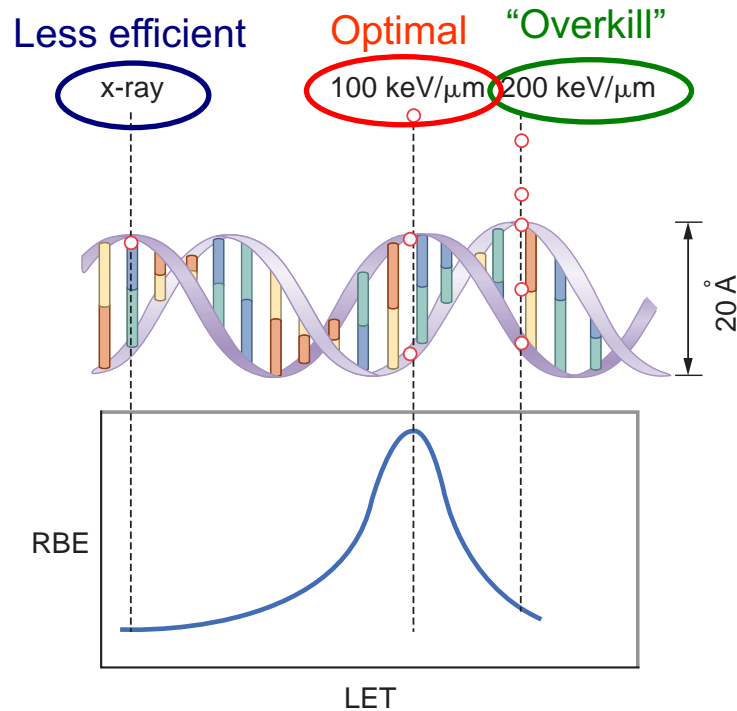 Less efficient
Optimal
“Overkill”
x-ray
100 keV/μm
200 keV/μm
20 Å
RBE
LET